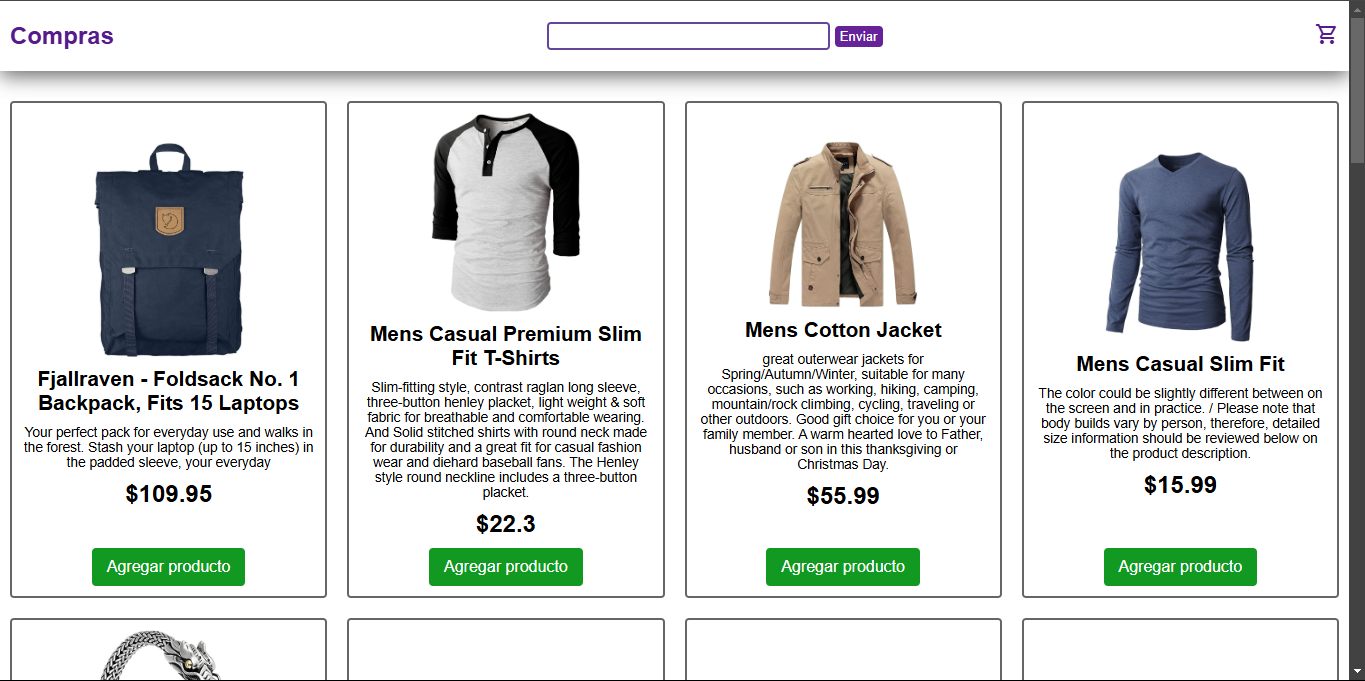 Compras
Enviar
Fjallraven - Foldsack No. 1
Backpack, Fits 15 Laptops
Your perfect pack for everyday use and walks in
the forest. Stash your laptop (up to 15 inches) in
the padded sleeve, your everyday
$109.95
Agregar producto
Mens Casual Premium Slim
Fit T-Shirts
Slim-fitting style, contrast raglan long sleeve,
three-button henley placket, light weight & soft
fabric for breathable and comfortable wearing.
And Solid stitched shirts with round neck made
for durability and a great fit for casual fashion
wear and diehard baseball fans. The Henley
style round neckline includes a three-button
placket.
$22.3
Agregar producto
Mens Cotton Jacket
great outerwear jackets for
Spring/Autumn/Winter, suitable for many
occasions, such as working, hiking, camping,
mountain/rock climbing, cycling, traveling or
other outdoors. Good gift choice for you or your
family member. A warm hearted love to Father,
husband or son in this thanksgiving or
Christmas Day.
$55.99
Agregar producto
Mens Casual Slim Fit
The color could be slightly different between on
the screen and in practice. / Please note that
body builds vary by person, therefore, detailed
size information should be reviewed below on
the product description.
$15.99
Agregar producto